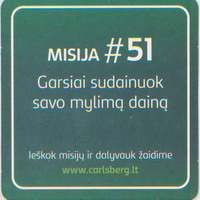 MISIJA #51
Garsiai sudainuok
savo mylimą dainą
Ieškok misijų ir dalyvauk žaidime
www.carlsberg.lt